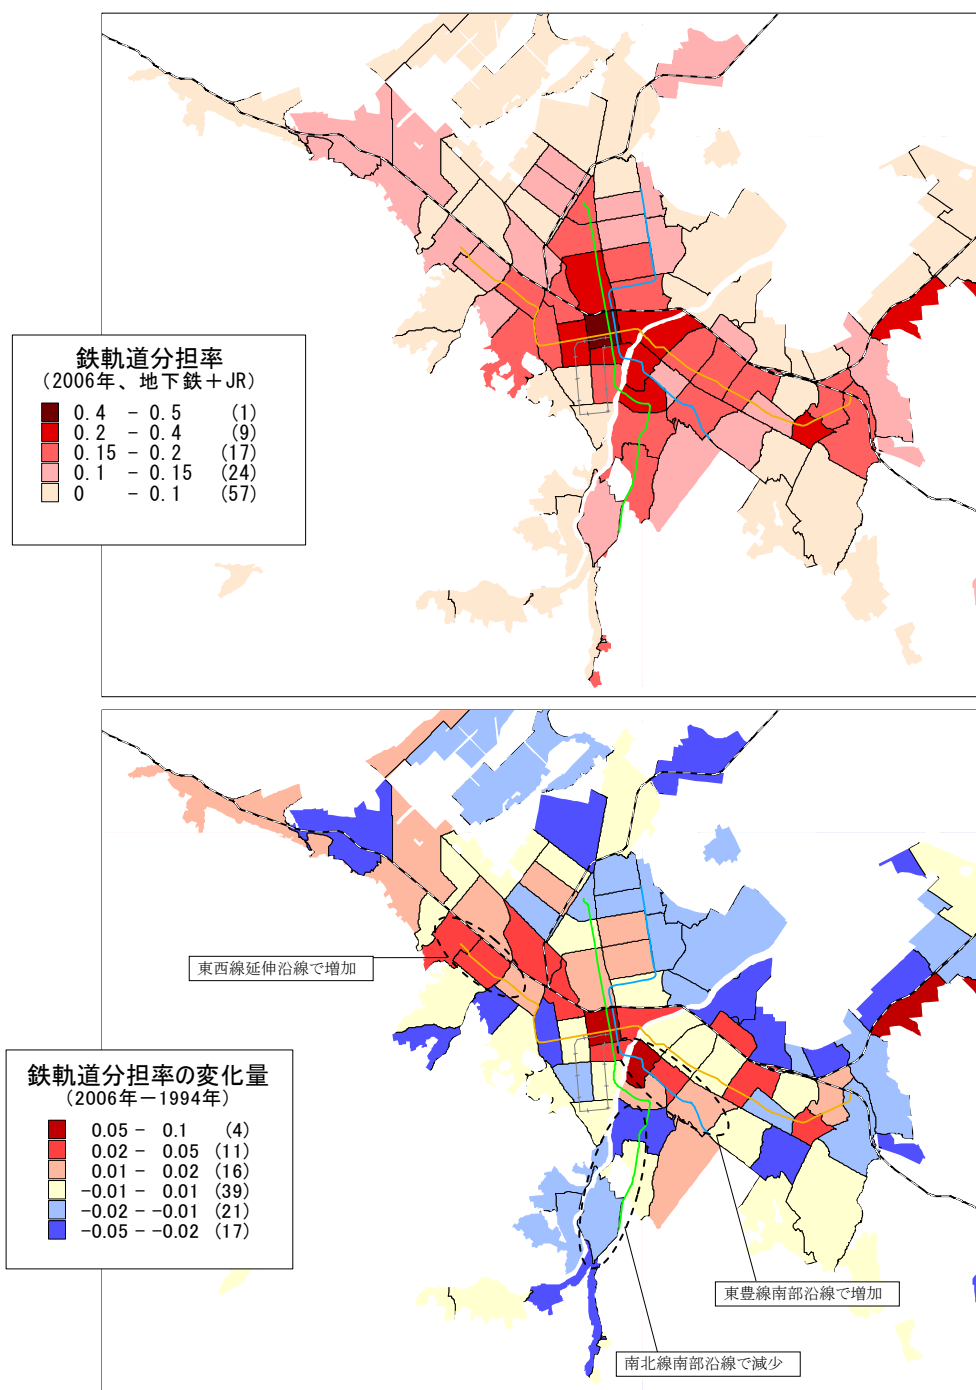 鉄軌道分担率
(2006年、地下鉄＋JR)
0.4 － 0.5 (1)
0.2 － 0.4 (9)
0.15 － 0.2 (17)
0.1 － 0.15 (24)
0 － 0.1 (57)
東西線延伸沿線で増加
鉄軌道分担率の変化量
(2006年－1994年)
0.05 － 0.1 (4)
0.02 － 0.05 (11)
0.01 － 0.02 (16)
－0.01 － 0.01 (39)
－0.02 － －0.01 (21)
－0.05 － －0.02 (17)
東豊線南部沿線で増加
南北線南部沿線で減少